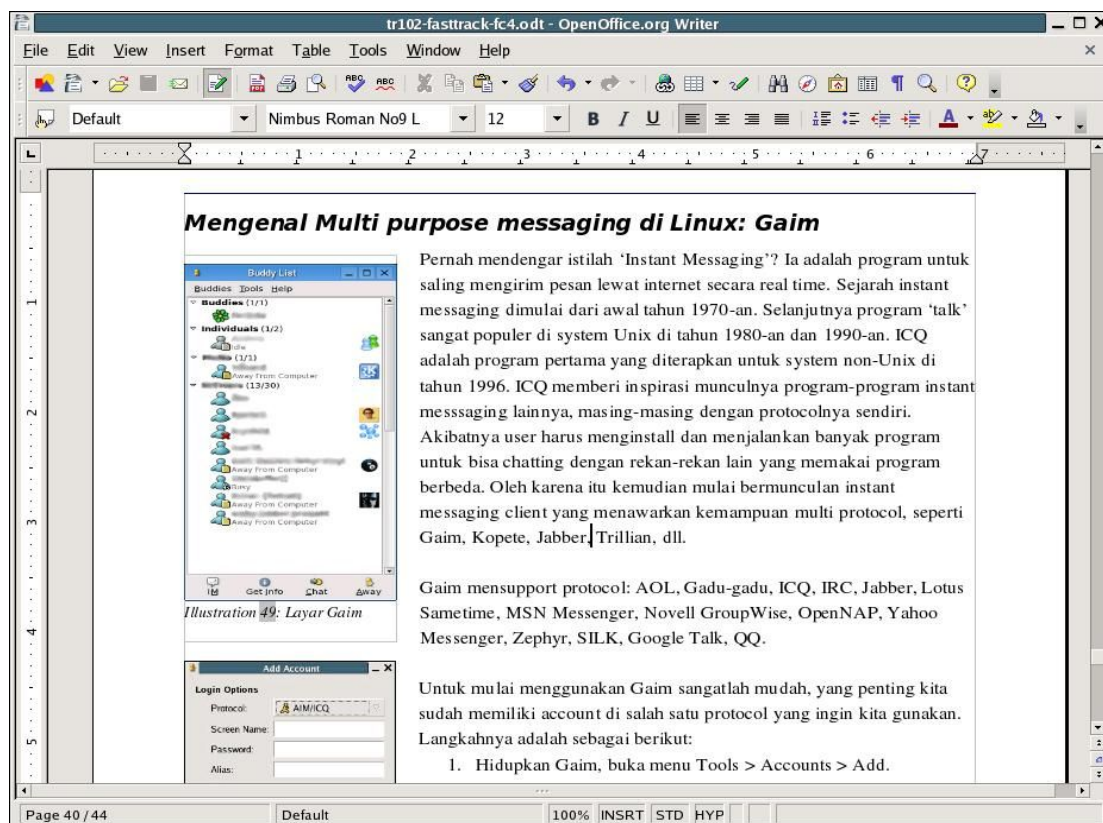 tr102-fasttrack-fc4.odt - OpenOffice.org Writer
File Edit View Insert Format Table Tools Window Help
Default Nimbus Roman No9 L 12 B I U
1 2 3 4 5 6 7
Mengenal Multi purpose messaging di Linux: Gaim
Buddy List
Buddies Tools Help
Buddies (1/1)
Individuals (1/2)
Idle
(1/1)
Away From Computer
(13/30)
Away From Computer
Busy
Away From Computer
Away From Computer
IM Get Info Chat Away
Illustration 49: Layar Gaim
Pernah mendengar istilah ‘Instant Messaging’? Ia adalah program untuk
saling mengirim pesan lewat internet secara real time. Sejarah instant
messaging dimulai dari awal tahun 1970-an. Selanjutnya program ‘talk’
sangat populer di system Unix di tahun 1980-an dan 1990-an. ICQ
adalah program pertama yang diterapkan untuk system non-Unix di
tahun 1996. ICQ memberi inspirasi munculnya program-program instant
messsaging lainnya, masing-masing dengan protocolnya sendiri.
Akibatnya user harus menginstall dan menjalankan banyak program
untuk bisa chatting dengan rekan-rekan lain yang memakai program
berbeda. Oleh karena itu kemudian mulai bermunculan instant
messaging client yang menawarkan kemampuan multi protocol, seperti
Gaim, Kopete, Jabber, Trillian, dll.
Gaim mensupport protocol: AOL, Gadu-gadu, ICQ, IRC, Jabber, Lotus
Sametime, MSN Messenger, Novell GroupWise, OpenNAP, Yahoo
Messenger, Zephyr, SILK, Google Talk, QQ.
Add Account
Login Options
Protocol: AIM/ICQ
Screen Name:
Password:
Alias:
Untuk mulai menggunakan Gaim sangatlah mudah, yang penting kita
sudah memiliki account di salah satu protocol yang ingin kita gunakan.
Langkahnya adalah sebagai berikut:
1. Hidupkan Gaim, buka menu Tools > Accounts > Add.
Page 40 / 44 Default 100% INSRT STD HYP